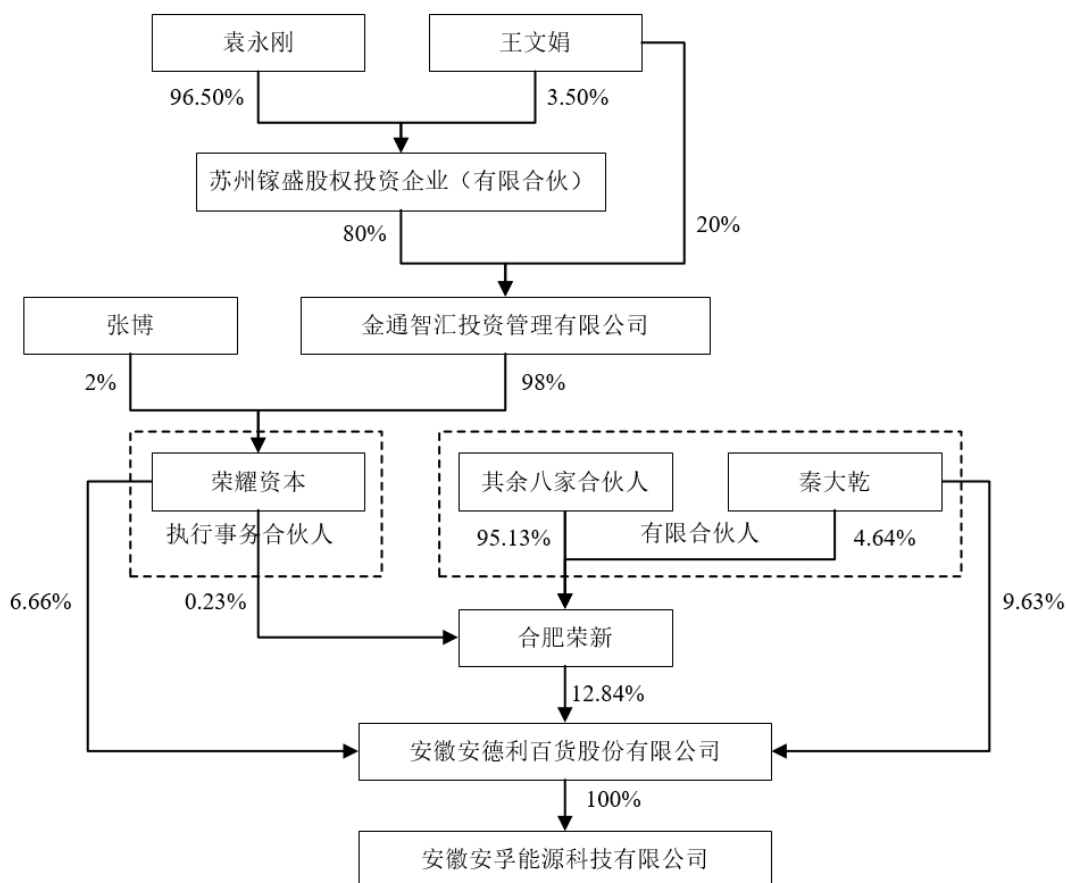 袁永刚
王文娟
96.50%
3.50%
苏州镓盛股权投资企业（有限合伙）
80%
20%
张博
金通智汇投资管理有限公司
2%
98%
荣耀资本
其余八家合伙人
秦大乾
执行事务合伙人
95.13%
有限合伙人
4.64%
6.66%
0.23%
9.63%
合肥荣新
12.84%
安徽安德利百货股份有限公司
100%
安徽安孚能源科技有限公司